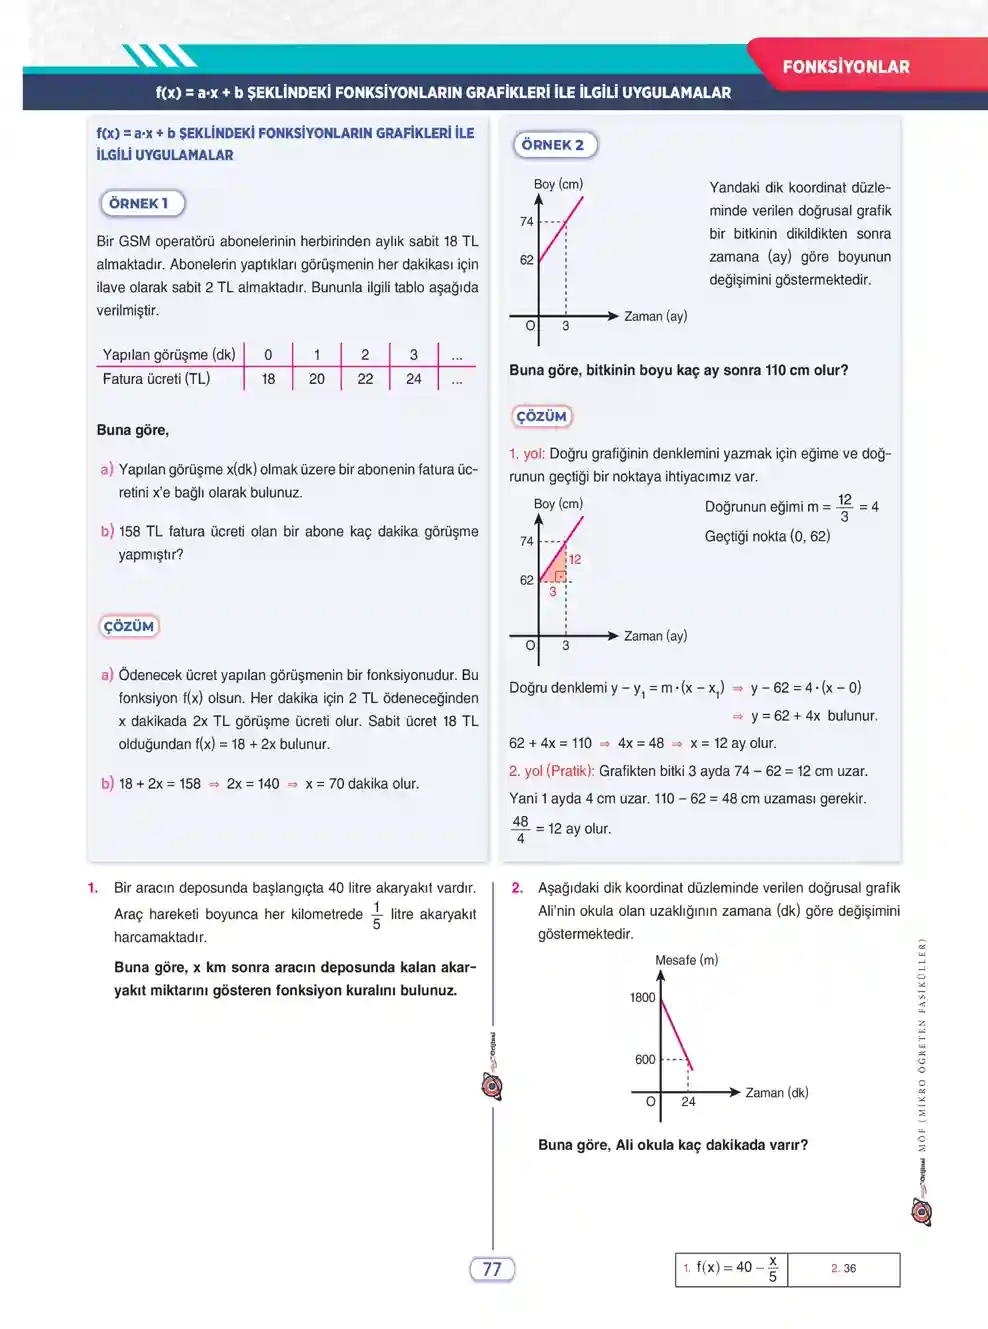 FONKSİYONLAR
f(x) = a·x + b ŞEKLİNDEKİ FONKSİYONLARIN GRAFİKLERİ İLE İLGİLİ UYGULAMALAR
f(x) = a·x + b ŞEKLİNDEKİ FONKSİYONLARIN GRAFİKLERİ İLE
İLGİLİ UYGULAMALAR
ÖRNEK 1
Bir GSM operatörü abonelerinin herbirinden aylık sabit 18 TL
almaktadır. Abonelerin yaptıkları görüşmenin her dakikası için
ilave olarak sabit 2 TL almaktadır. Bununla ilgili tablo aşağıda
verilmiştir.
Yapılan görüşme (dk) 0 1 2 3 ...
Fatura ücreti (TL) 18 20 22 24 ...
Buna göre,
a) Yapılan görüşme x(dk) olmak üzere bir abonenin fatura üc-
retini x'e bağlı olarak bulunuz.
b) 158 TL fatura ücreti olan bir abone kaç dakika görüşme
yapmıştır?
ÇÖZÜM
a) Ödenecek ücret yapılan görüşmenin bir fonksiyonudur. Bu
fonksiyon f(x) olsun. Her dakika için 2 TL ödeneceğinden
x dakikada 2x TL görüşme ücreti olur. Sabit ücret 18 TL
olduğundan f(x) = 18 + 2x bulunur.
b) 18 + 2x = 158 ⇒ 2x = 140 ⇒ x = 70 dakika olur.
ÖRNEK 2
Boy (cm)
74
62
O
3
Zaman (ay)
Yandaki dik koordinat düzle-
minde verilen doğrusal grafik
bir bitkinin dikildikten sonra
zamana (ay) göre boyunun
değişimini göstermektedir.
Buna göre, bitkinin boyu kaç ay sonra 110 cm olur?
ÇÖZÜM
1. yol: Doğru grafiğinin denklemini yazmak için eğime ve doğ-
runun geçtiği bir noktaya ihtiyacımız var.
Boy (cm)
74
12
62
3
O
3
Zaman (ay)
Doğrunun eğimi m = 12/3 = 4
Geçtiği nokta (0, 62)
Doğru denklemi y – y₁ = m·(x – x₁) ⇒ y – 62 = 4·(x – 0)
⇒ y = 62 + 4x bulunur.
62 + 4x = 110 ⇒ 4x = 48 ⇒ x = 12 ay olur.
2. yol (Pratik): Grafikten bitki 3 ayda 74 – 62 = 12 cm uzar.
Yani 1 ayda 4 cm uzar. 110 – 62 = 48 cm uzaması gerekir.
48/4 = 12 ay olur.
1. Bir aracın deposunda başlangıçta 40 litre akaryakıt vardır.
Araç hareketi boyunca her kilometrede 1/5 litre akaryakıt
harcamaktadır.
Buna göre, x km sonra aracın deposunda kalan akar-
yakıt miktarını gösteren fonksiyon kuralını bulunuz.
2. Aşağıdaki dik koordinat düzleminde verilen doğrusal grafik
Ali'nin okula olan uzaklığının zamana (dk) göre değişimini
göstermektedir.
Mesafe (m)
1800
600
O
24
Zaman (dk)
Buna göre, Ali okula kaç dakikada varır?
Orijinal
Orijinal MÖF (MİKRO ÖĞRETEN FASİKÜLLER)
77
1. f(x) = 40 – x/5
2. 36